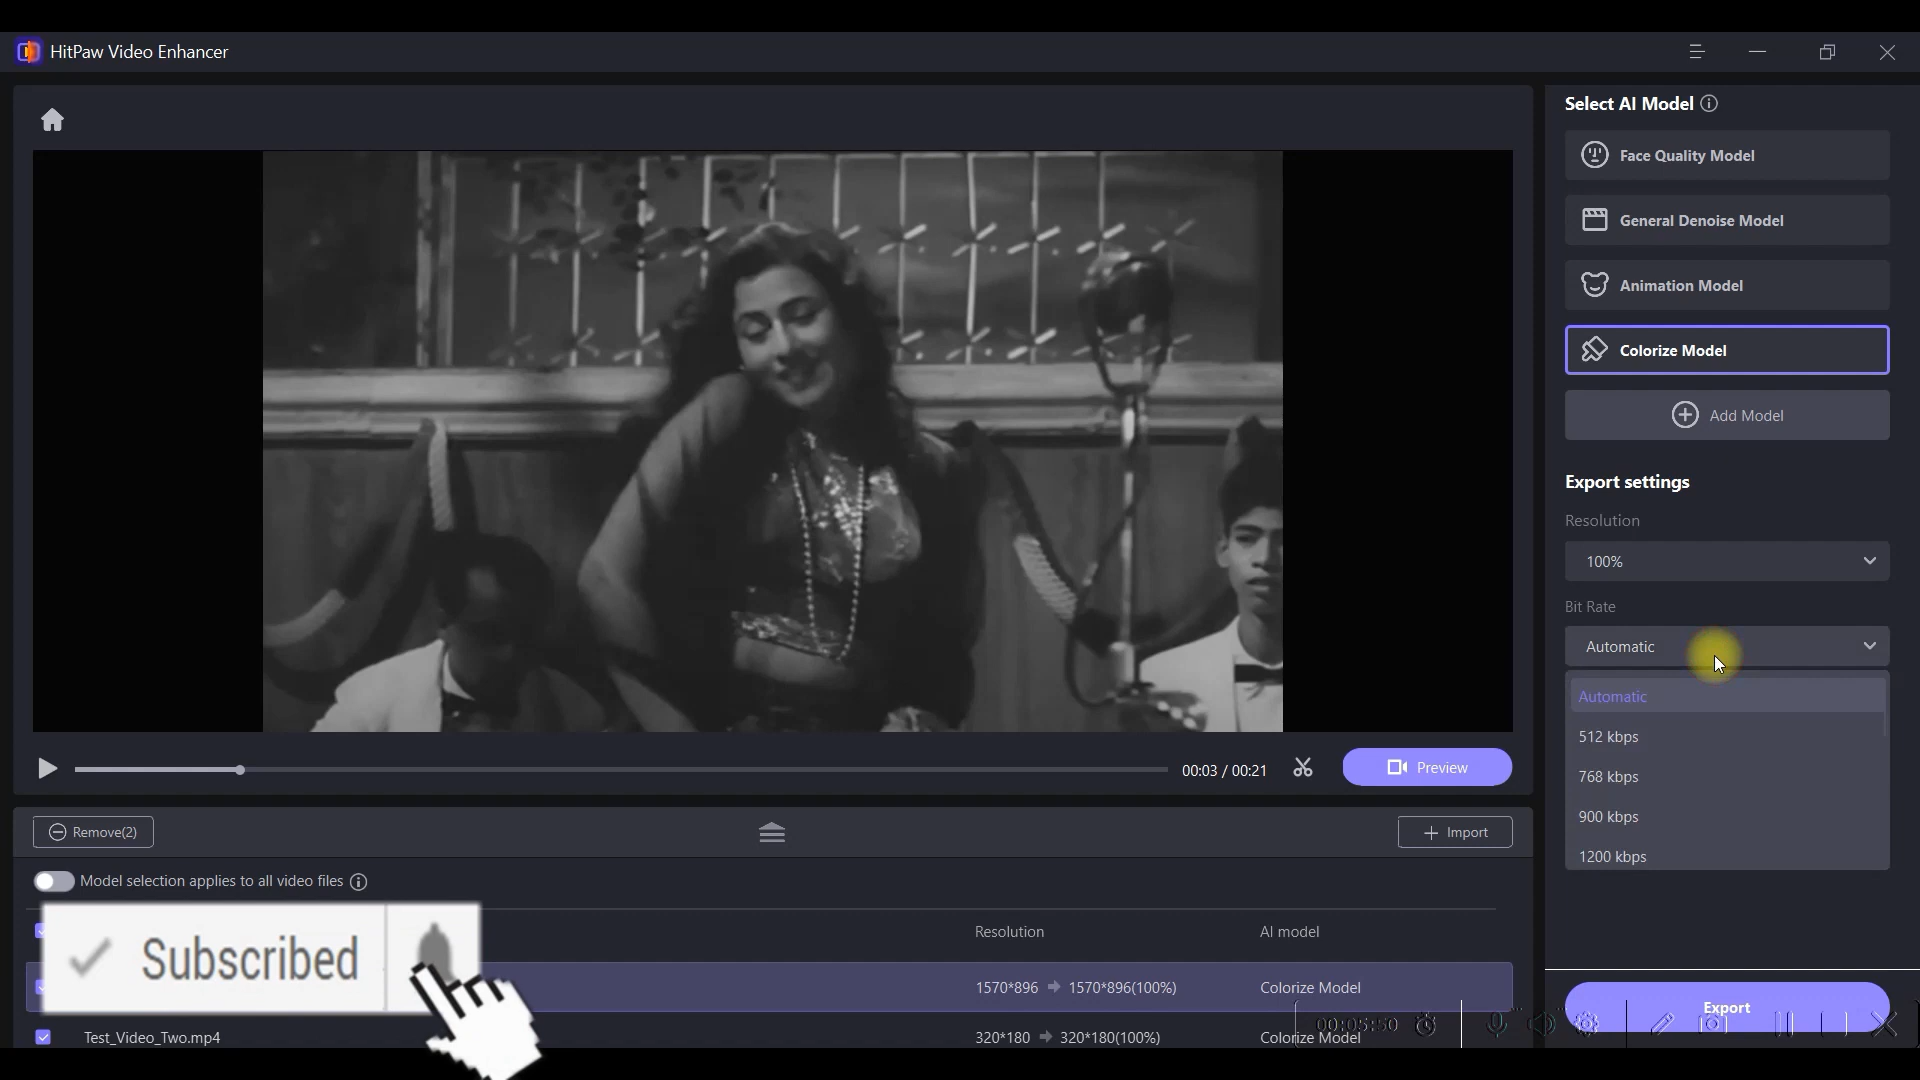 HitPaw Video Enhancer
Select AI Model
Face Quality Model
General Denoise Model
Animation Model
Colorize Model
Add Model
Export settings
Resolution
100%
Bit Rate
Automatic
Automatic
512 kbps
768 kbps
900 kbps
1200 kbps
00:03 / 00:21
Preview
Remove(2)
Import
Model selection applies to all video files
Resolution
AI model
Subscribed
1570*896 1570*896(100%)
Colorize Model
Export
00:05:50
Test_Video_Two.mp4
320*180 320*180(100%)
Colorize Model